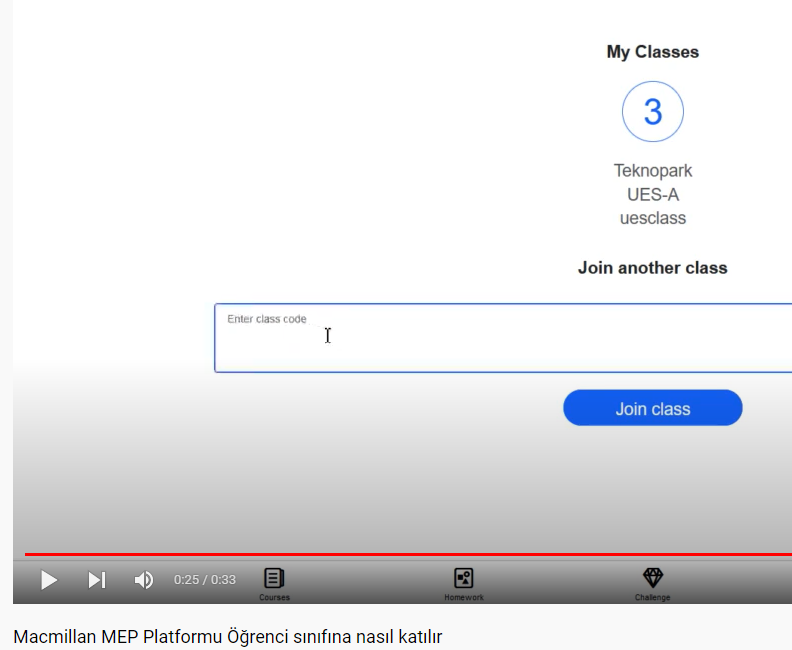 My Classes
3
Teknopark
UES-A
uesclass
Join another class
Enter class code
Join class
0:25 / 0:33
Courses
Homework
Challenge
Macmillan MEP Platformu Öğrenci sınıfına nasıl katılır